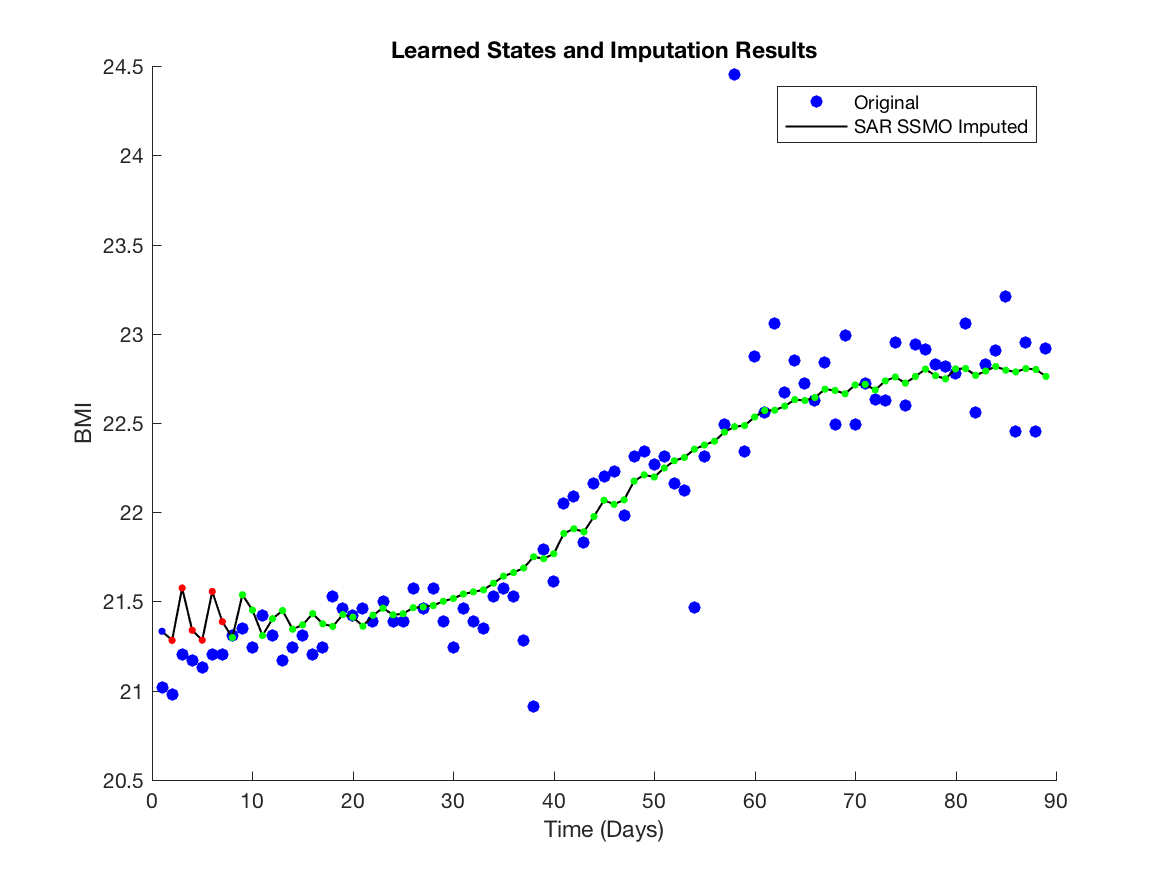 Learned States and Imputation Results
24.5
24
23.5
23
22.5
22
21.5
21
20.5
BMI
Original
SAR SSMO Imputed
0 10 20 30 40 50 60 70 80 90
Time (Days)